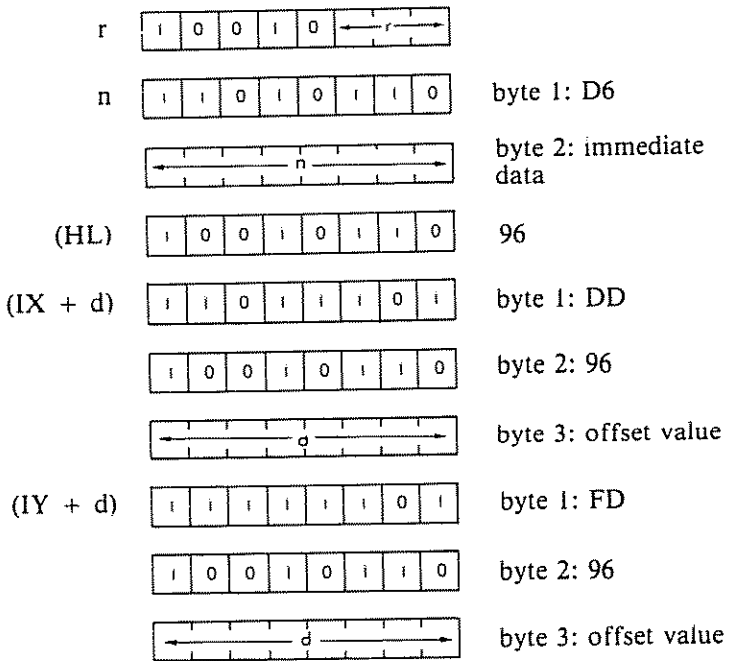 r 1 0 0 1 0 r
n 1 1 0 1 0 1 1 0 byte 1: D6
n byte 2: immediate
data
(HL) 1 0 0 1 0 1 1 0 96
(IX + d) 1 1 0 1 1 1 0 1 byte 1: DD
1 0 0 1 0 1 1 0 byte 2: 96
d byte 3: offset value
(IY + d) 1 1 1 1 1 1 0 1 byte 1: FD
1 0 0 1 0 1 1 0 byte 2: 96
d byte 3: offset value